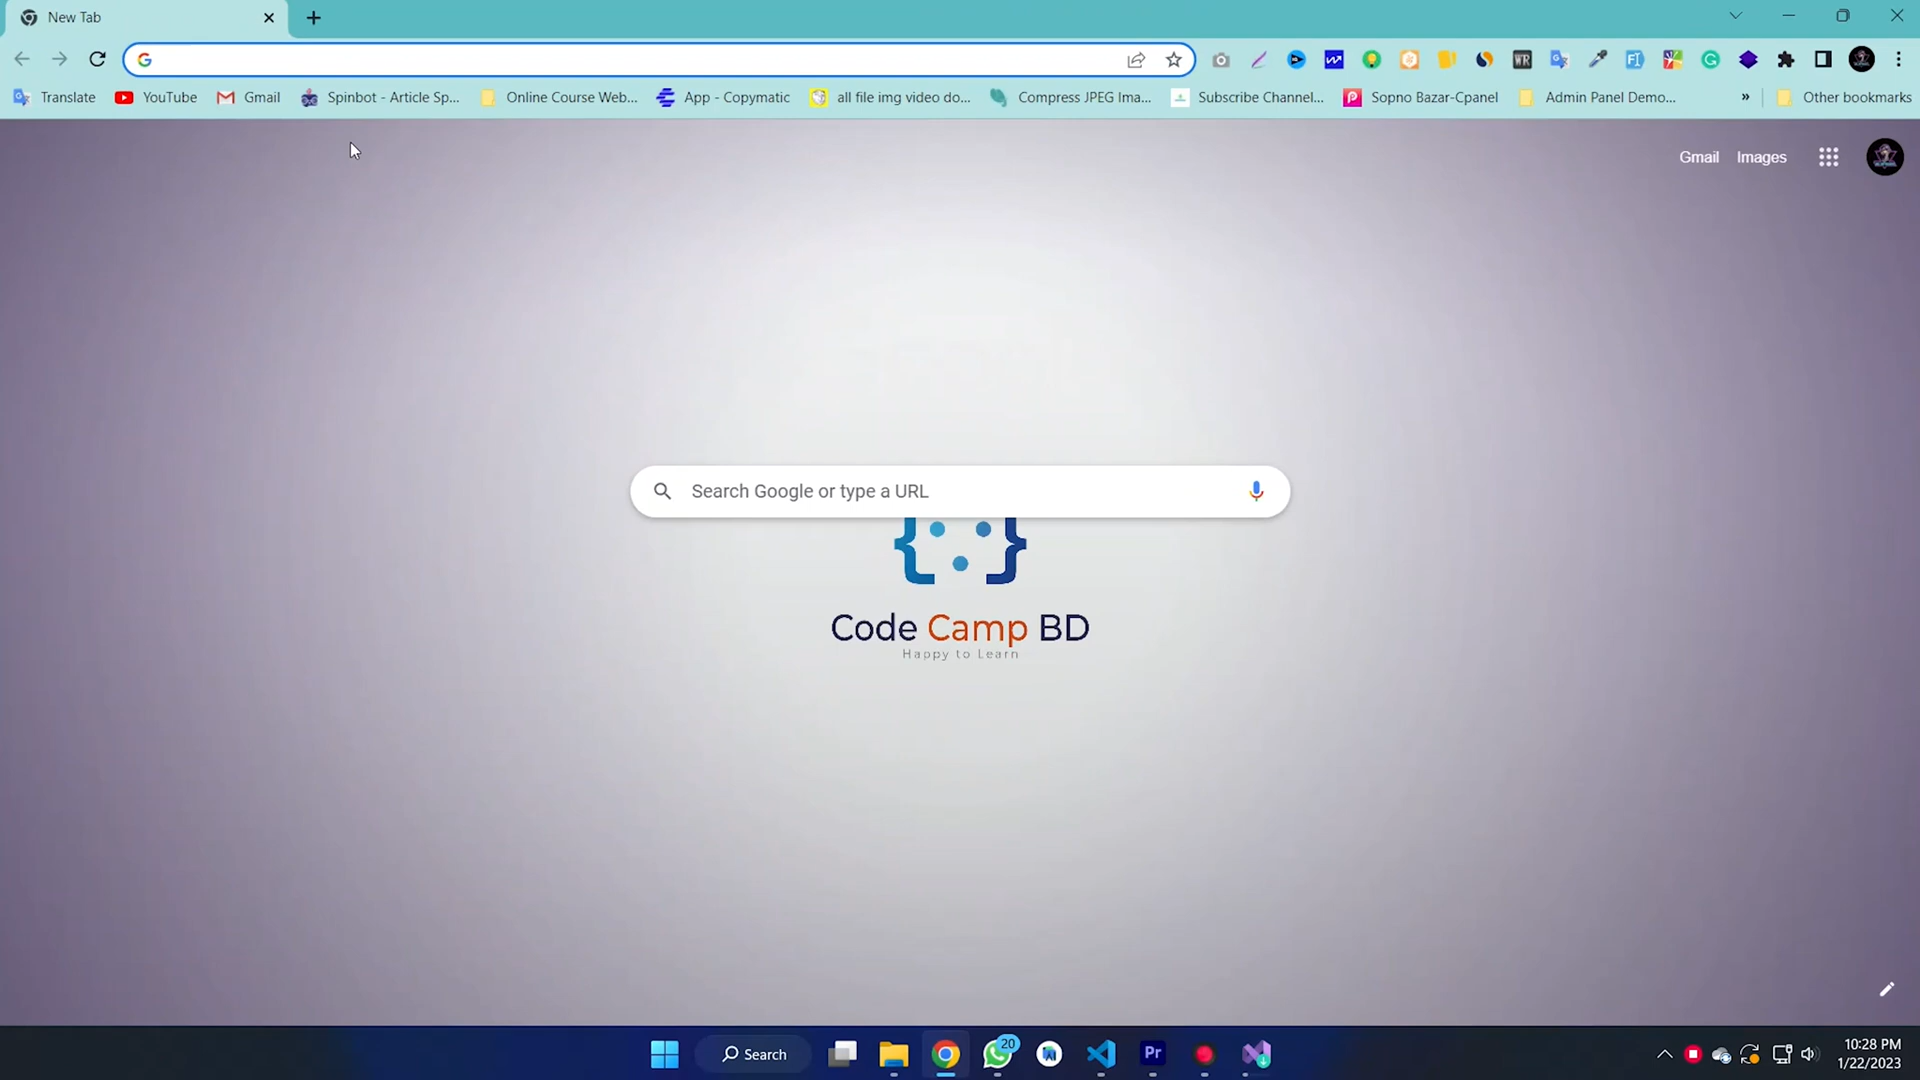 New Tab
Translate
YouTube
Gmail
Spinbot - Article Sp...
Online Course Web...
App - Copymatic
all file img video do...
Compress JPEG Ima...
Subscribe Channel...
Sopno Bazar-Cpanel
Admin Panel Demo...
»
Other bookmarks
Gmail
Images
Search Google or type a URL
Code Camp BD
Happy to Learn
Search
20
Pr
10:28 PM
1/22/2023